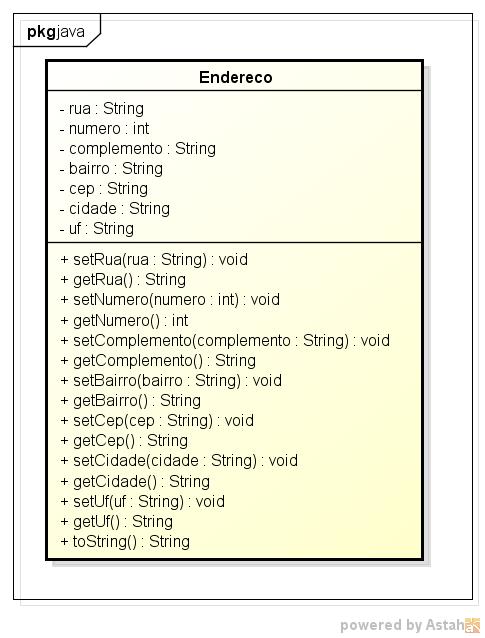 pkg java
Endereco
- rua : String
- numero : int
- complemento : String
- bairro : String
- cep : String
- cidade : String
- uf : String
+ setRua(rua : String) : void
+ getRua() : String
+ setNumero(numero : int) : void
+ getNumero() : int
+ setComplemento(complemento : String) : void
+ getComplemento() : String
+ setBairro(bairro : String) : void
+ getBairro() : String
+ setCep(cep : String) : void
+ getCep() : String
+ setCidade(cidade : String) : void
+ getCidade() : String
+ setUf(uf : String) : void
+ getUf() : String
+ toString() : String
powered by Astah